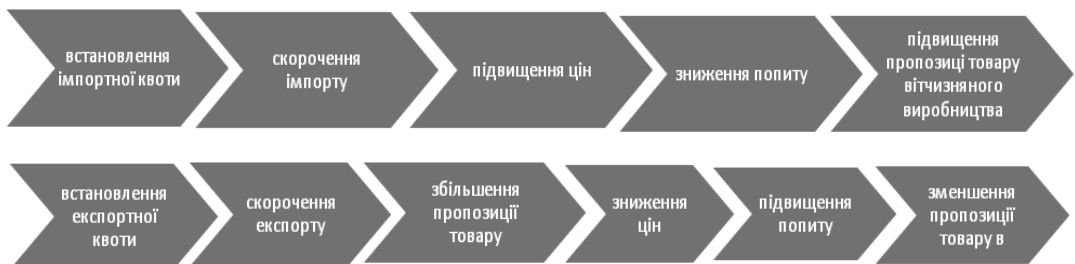 встановлення
імпортної квоти
скорочення
імпорту
підвищення цін
зниження попиту
підвищення
пропозиці товару
вітчизняного
виробництва
встановлення
експортної
квоти
скорочення
експорту
збільшення
пропозиції
товару
зниження
цін
підвищення
попиту
зменшення
пропозиції
товару в